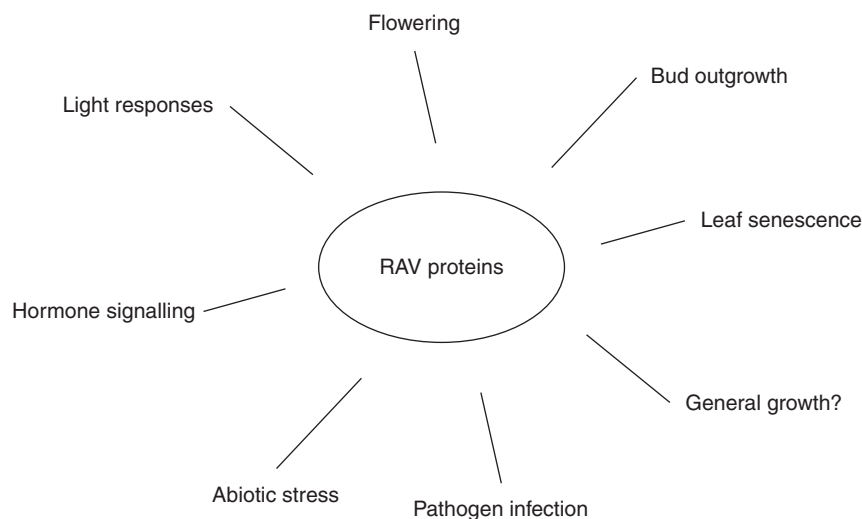 Flowering
Bud outgrowth
Light responses
Leaf senescence
RAV proteins
Hormone signalling
General growth?
Abiotic stress
Pathogen infection